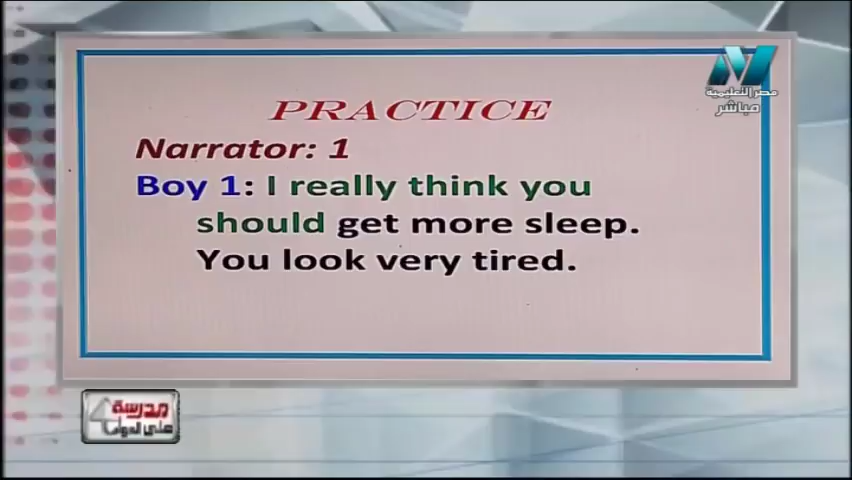 مصر التعليمية
مباشر
PRACTICE
Narrator: 1
Boy 1: I really think you
should get more sleep.
You look very tired.
مدرسة
على الهواء